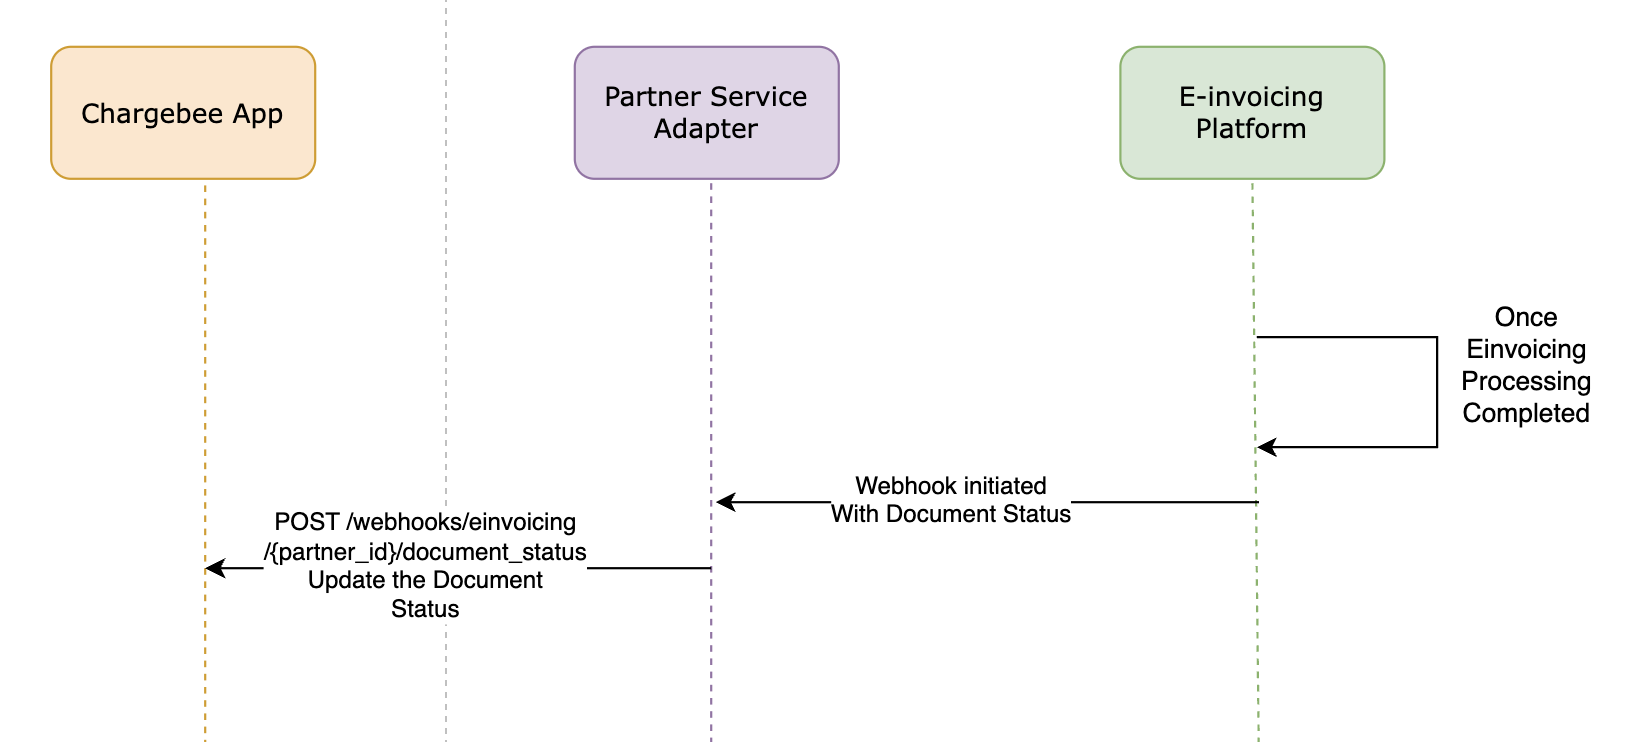 Chargebee App
Partner Service
Adapter
E-invoicing
Platform
Once
Einvoicing
Processing
Completed
Webhook initiated
With Document Status
POST /webhooks/einvoicing
/{partner_id}/document_status
Update the Document
Status